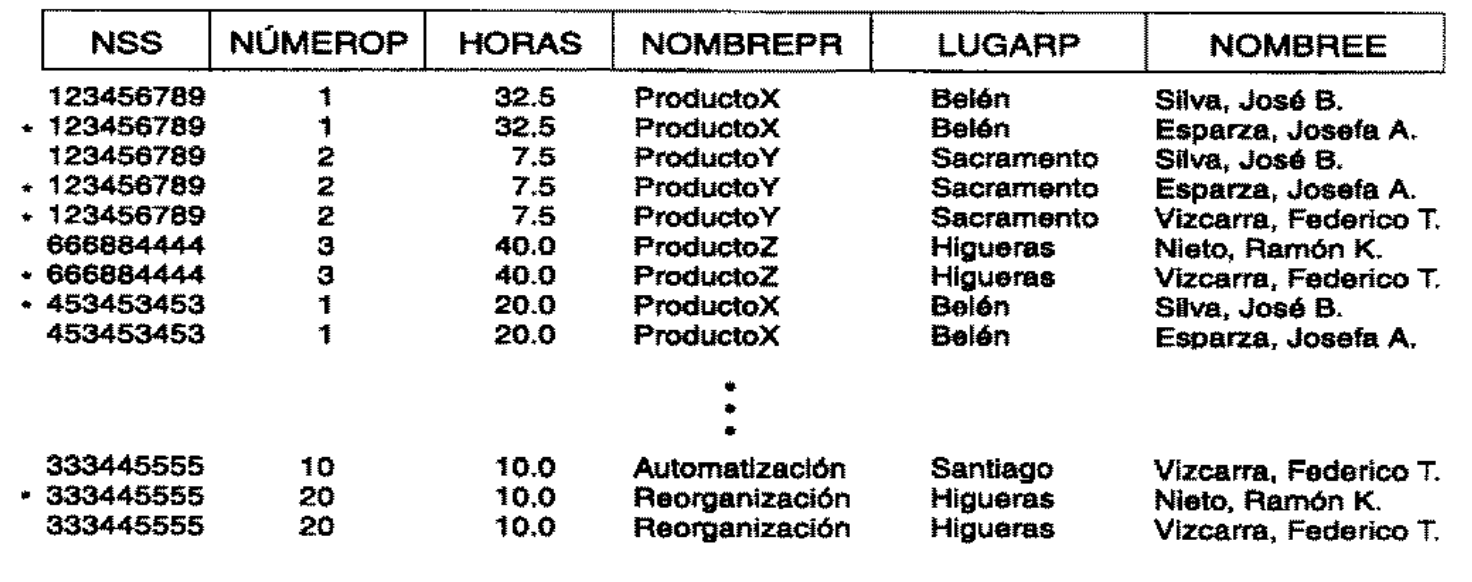 NSS NÚMEROP HORAS NOMBREPR LUGARP NOMBREE
123456789 1 32.5 ProductoX Belén Silva, José B.
* 123456789 1 32.5 ProductoX Belén Esparza, Josefa A.
123456789 2 7.5 ProductoY Sacramento Silva, José B.
* 123456789 2 7.5 ProductoY Sacramento Esparza, Josefa A.
* 123456789 2 7.5 ProductoY Sacramento Vizcarra, Federico T.
666884444 3 40.0 ProductoZ Higueras Nieto, Ramón K.
* 666884444 3 40.0 ProductoZ Higueras Vizcarra, Federico T.
* 453453453 1 20.0 ProductoX Belén Silva, José B.
453453453 1 20.0 ProductoX Belén Esparza, Josefa A.
333445555 10 10.0 Automatización Santiago Vizcarra, Federico T.
* 333445555 20 10.0 Reorganización Higueras Nieto, Ramón K.
333445555 20 10.0 Reorganización Higueras Vizcarra, Federico T.